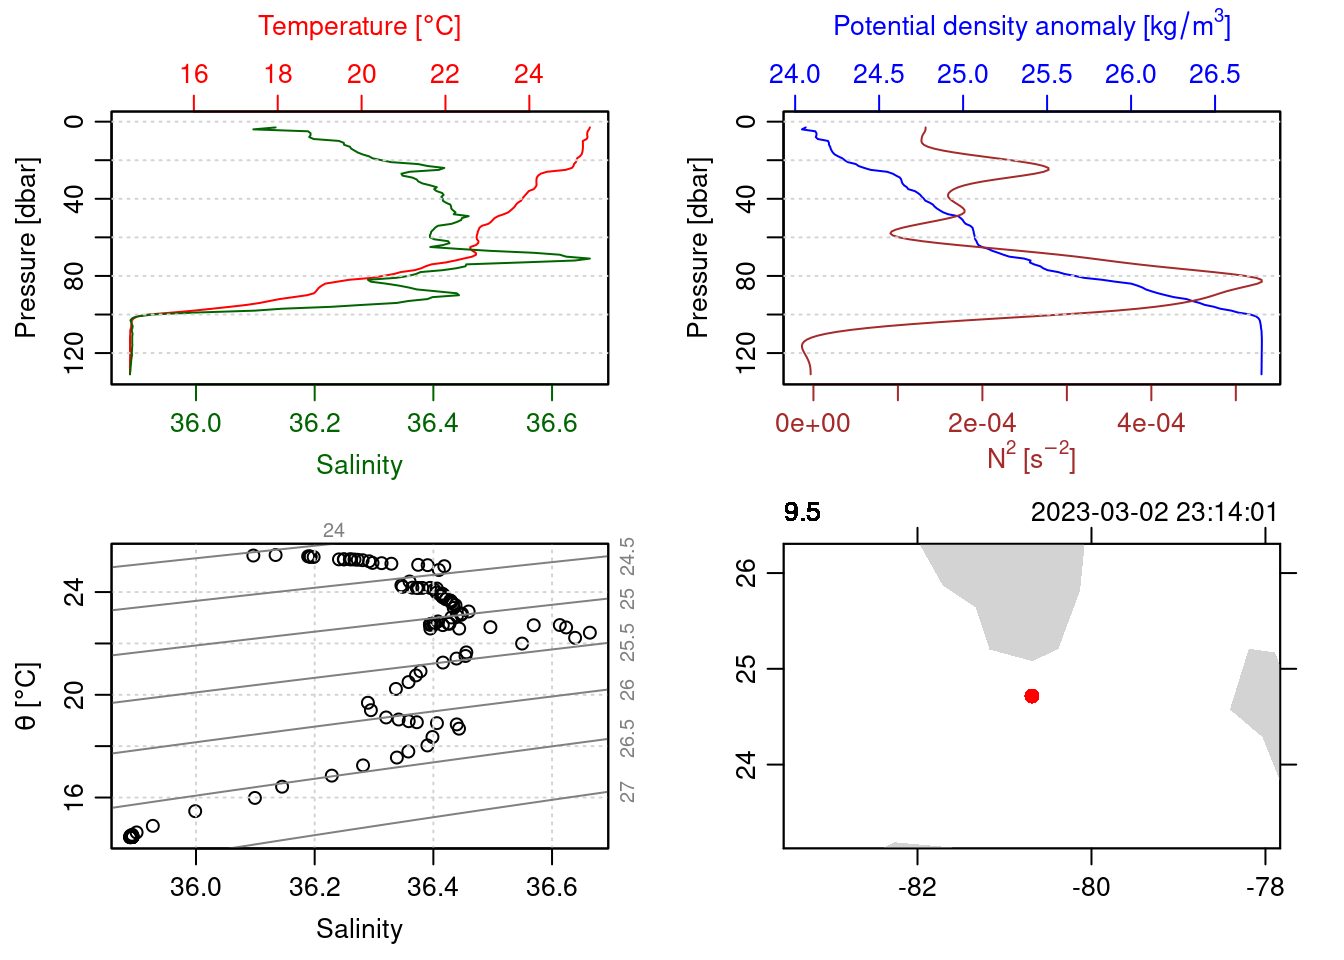 Temperature [°C]
16 18 20 22 24
Pressure [dbar]
0 40 80 120
36.0 36.2 36.4 36.6
Salinity
Potential density anomaly [kg/m³]
24.0 24.5 25.0 25.5 26.0 26.5
Pressure [dbar]
0 40 80 120
0e+00 2e-04 4e-04
N² [s⁻²]
24
24.5
25
25.5
26
26.5
27
θ [°C]
24 20 16
36.0 36.2 36.4 36.6
Salinity
9.5 2023-03-02 23:14:01
26
25
24
-82 -80 -78